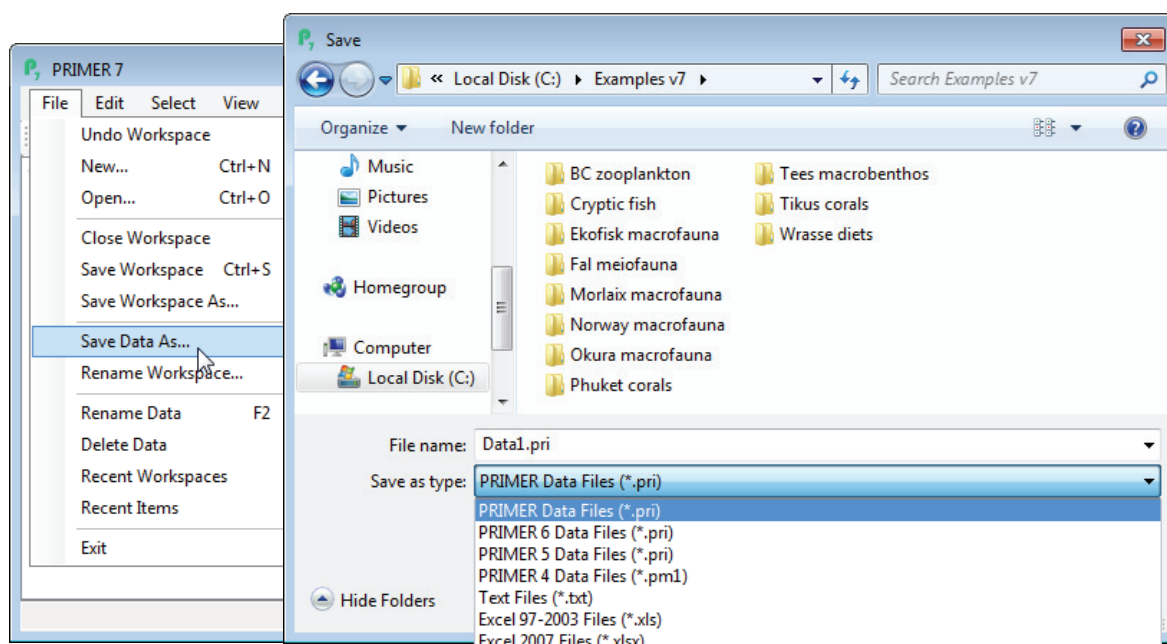 PRIMER 7
File Edit Select View
Undo Workspace
New... Ctrl+N
Open... Ctrl+O
Close Workspace
Save Workspace Ctrl+S
Save Workspace As...
Save Data As...
Rename Workspace...
Rename Data F2
Delete Data
Recent Workspaces
Recent Items
Exit
Save
« Local Disk (C:) Examples v7
Search Examples v7
Organize New folder
Music
Pictures
Videos
Homegroup
Computer
Local Disk (C:)
BC zooplankton
Cryptic fish
Ekofisk macrofauna
Fal meiofauna
Morlaix macrofauna
Norway macrofauna
Okura macrofauna
Phuket corals
Tees macrobenthos
Tikus corals
Wrasse diets
File name: Data1.pri
Save as type: PRIMER Data Files (*.pri)
PRIMER Data Files (*.pri)
PRIMER 6 Data Files (*.pri)
PRIMER 5 Data Files (*.pri)
PRIMER 4 Data Files (*.pm1)
Text Files (*.txt)
Excel 97-2003 Files (*.xls)
Excel 2007 Files (*.xlsx)
Hide Folders